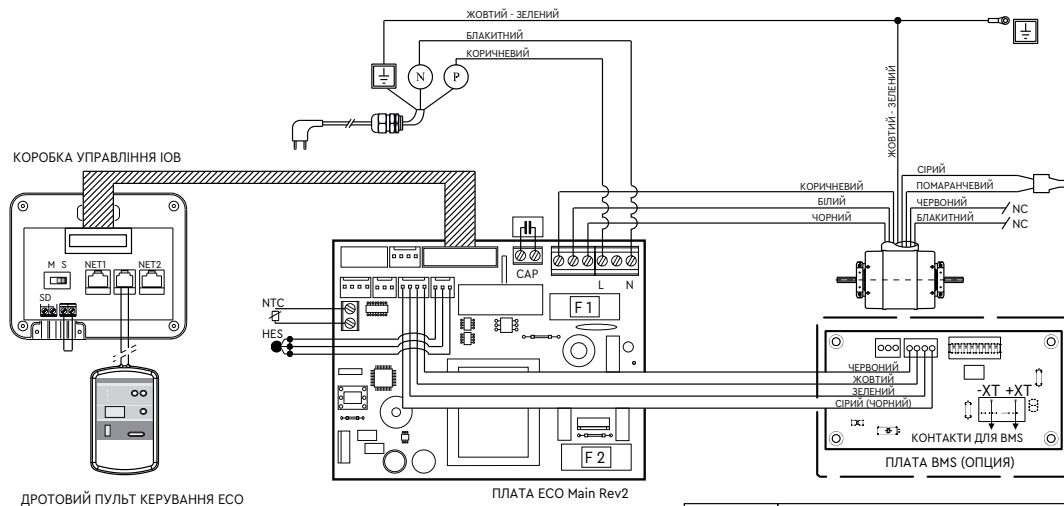 ЖОВТИЙ - ЗЕЛЕНИЙ
БЛАКИТНИЙ
КОРИЧНЕВИЙ
N
P
ЖОВТИЙ - ЗЕЛЕНИЙ
КОРОБКА УПРАВЛІННЯ ІОВ
СІРИЙ
ПОМАРАНЧЕВИЙ
ЧЕРВОНИЙ
NC
БЛАКИТНИЙ
NC
КОРИЧНЕВИЙ
БІЛИЙ
ЧОРНИЙ
M S
NET1
NET2
SD
CAP
L
N
NTC
HES
F 1
F 2
ЧЕРВОНИЙ
ЖОВТИЙ
ЗЕЛЕНИЙ
СІРИЙ (ЧОРНИЙ)
-XT +XT
КОНТАКТИ ДЛЯ BMS
ПЛАТА BMS (ОПЦИЯ)
ПЛАТА ECO Main Rev2
ДРОТОВИЙ ПУЛЬТ КЕРУВАННЯ ECO